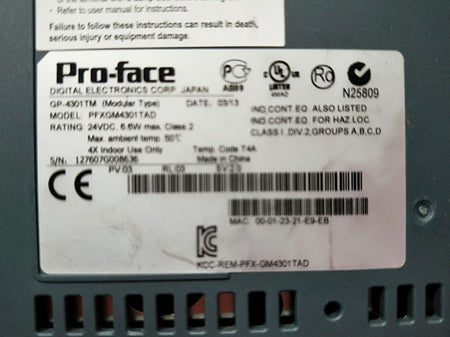 • Refer to user manual for instructions.
Failure to follow these instructions can result in death,
serious injury or equipment damage.
Pro-face
DIGITAL ELECTRONICS CORP. JAPAN
GP-4301TM (Modular Type) DATE: 03/13
MODEL: PFXGM4301TAD
RATING: 24VDC, 6.6W max. Class 2
Max. ambient temp. 50°C
4X Indoor Use Only Temp. Code T4A
S/N: 127607G008636 Made in China
PV:03 RL:03 SV:2.0
UL
LISTED
N25809
IND.CONT.EQ. ALSO LISTED
IND.CONT.EQ. FOR HAZ.LOC.
CLASS I, DIV 2, GROUPS A,B,C,D
CE
MAC: 00-01-23-21-E9-EB
KCC-REM-PFX-GM4301TAD